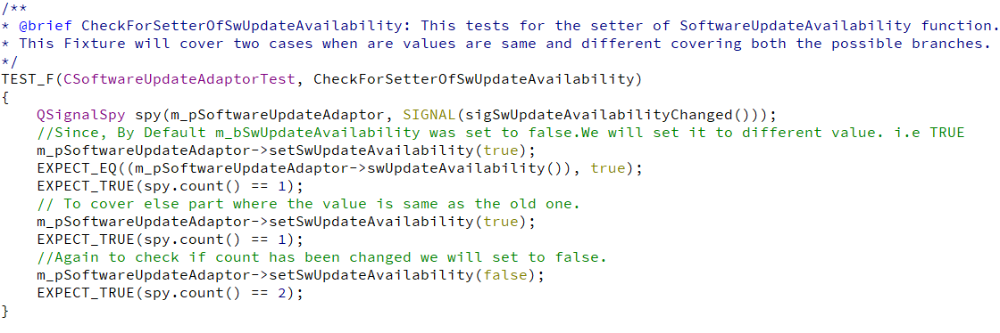 /**
* @brief CheckForSetterOfSwUpdateAvailability: This tests for the setter of SoftwareUpdateAvailability function.
* This Fixture will cover two cases when are values are same and different covering both the possible branches.
*/
TEST_F(CSoftwareUpdateAdaptorTest, CheckForSetterOfSwUpdateAvailability)
{
    QSignalSpy spy(m_pSoftwareUpdateAdaptor, SIGNAL(sigSwUpdateAvailabilityChanged()));
    //Since, By Default m_bSwUpdateAvailability was set to false.We will set it to different value. i.e TRUE
    m_pSoftwareUpdateAdaptor->setSwUpdateAvailability(true);
    EXPECT_EQ((m_pSoftwareUpdateAdaptor->swUpdateAvailability()), true);
    EXPECT_TRUE(spy.count() == 1);
    // To cover else part where the value is same as the old one.
    m_pSoftwareUpdateAdaptor->setSwUpdateAvailability(true);
    EXPECT_TRUE(spy.count() == 1);
    //Again to check if count has been changed we will set to false.
    m_pSoftwareUpdateAdaptor->setSwUpdateAvailability(false);
    EXPECT_TRUE(spy.count() == 2);
}